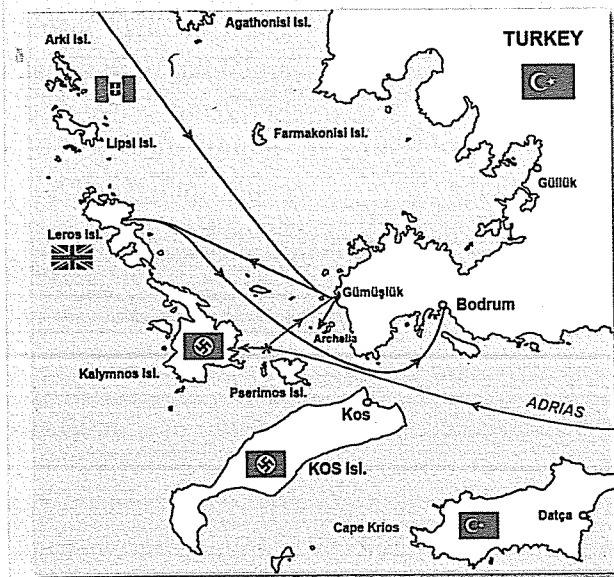 Agathonisi Isl.
Arki Isl.
TURKEY
Farmakonisi Isl.
Lipsi Isl.
Güllük
Leros Isl.
Gümüşlük
Bodrum
Archelia
Kalymnos Isl.
Pserimos Isl.
ADRIAS
Kos
KOS Isl.
Datça
Cape Krios